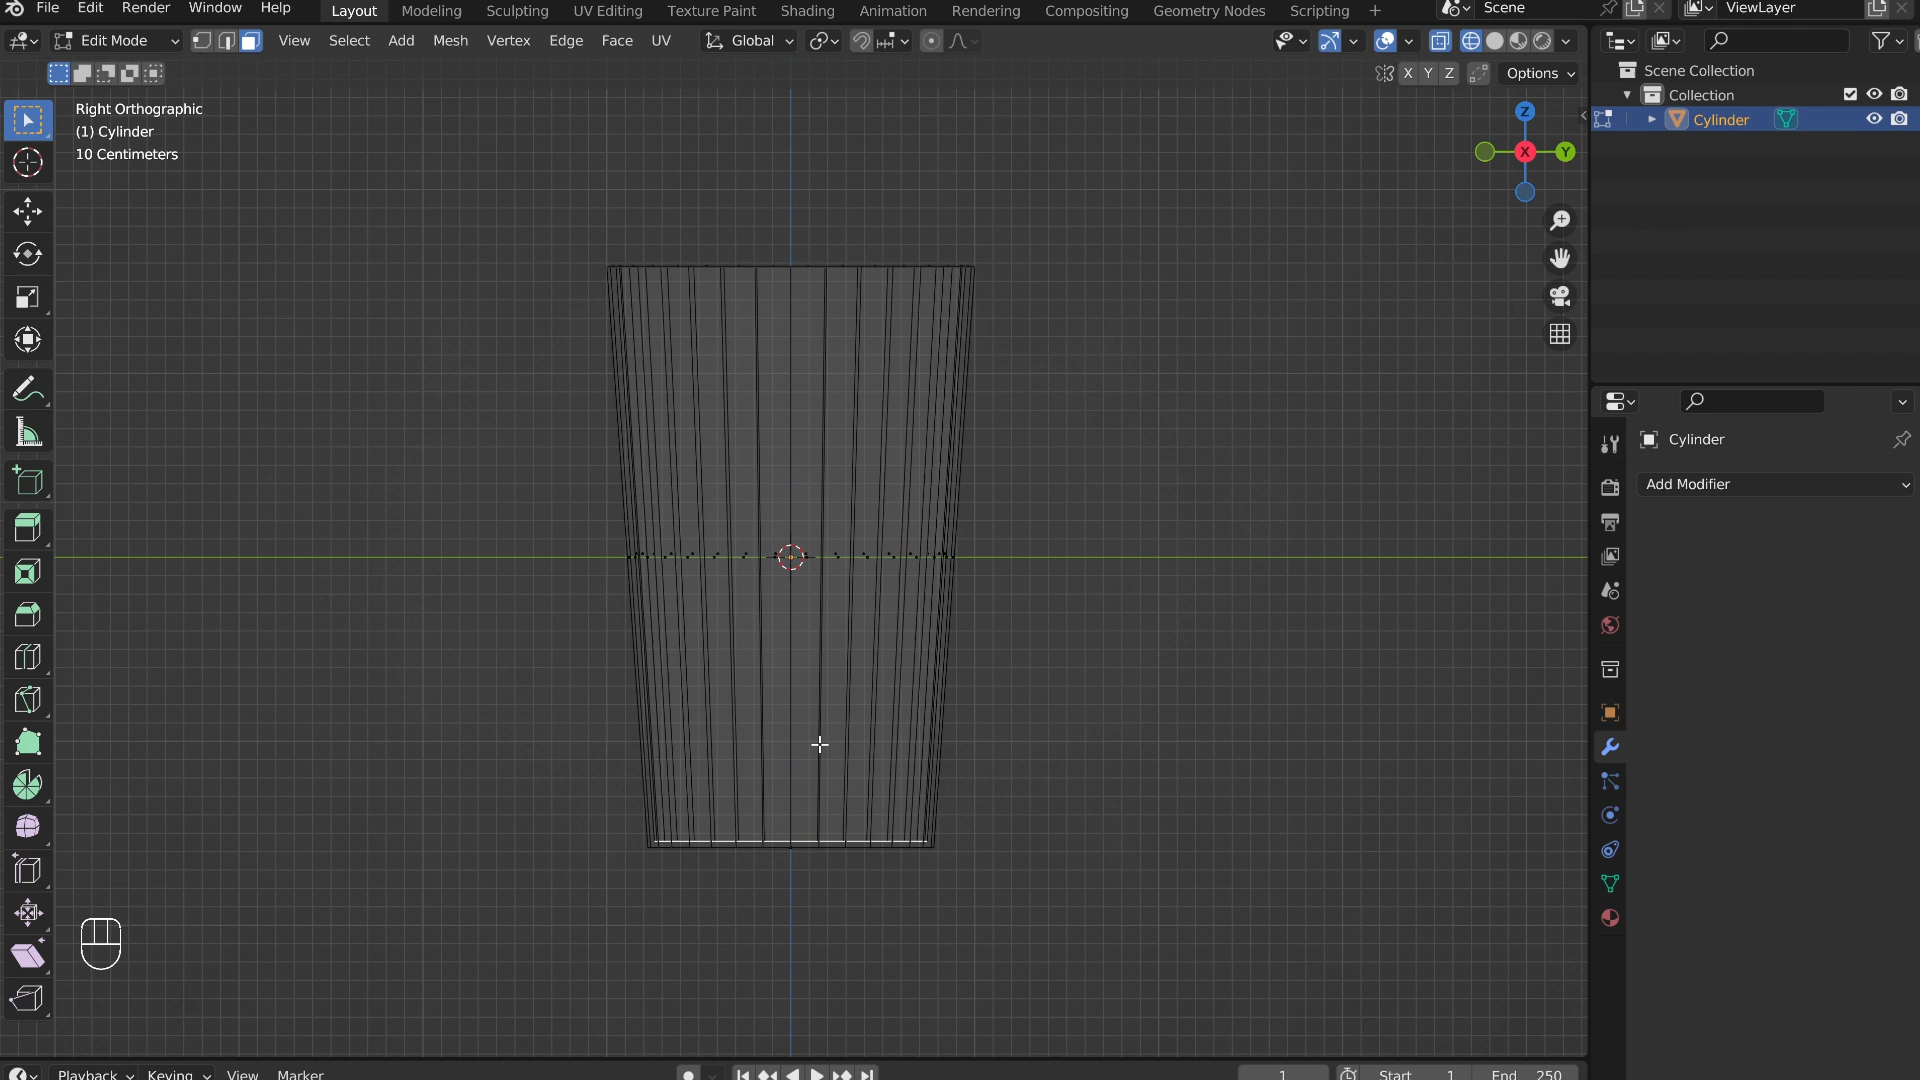 File Edit Render Window Help Layout Modeling Sculpting UV Editing Texture Paint Shading Animation Rendering Compositing Geometry Nodes Scripting + Scene ViewLayer
Edit Mode View Select Add Mesh Vertex Edge Face UV Global
X Y Z Options
Right Orthographic
(1) Cylinder
10 Centimeters
Z
X
Y
Scene Collection
Collection
Cylinder
Cylinder
Add Modifier
Playback Keying View Marker 1 Start 1 End 250